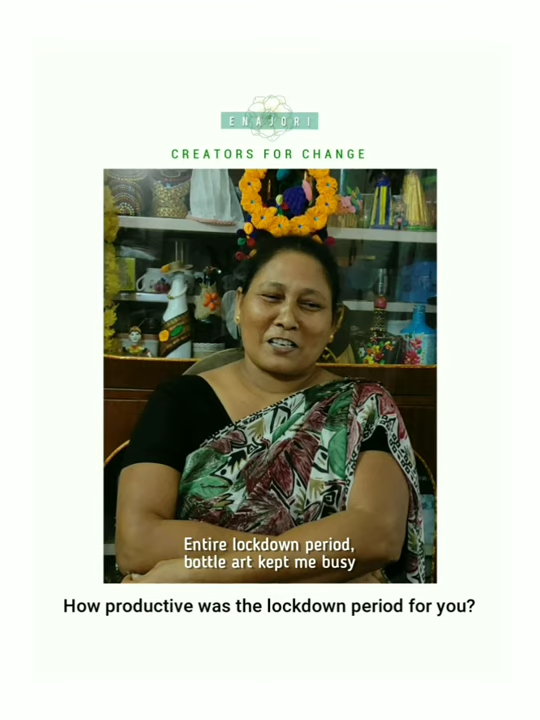 ENAJORI
CREATORS FOR CHANGE
Entire lockdown period,
bottle art kept me busy
How productive was the lockdown period for you?